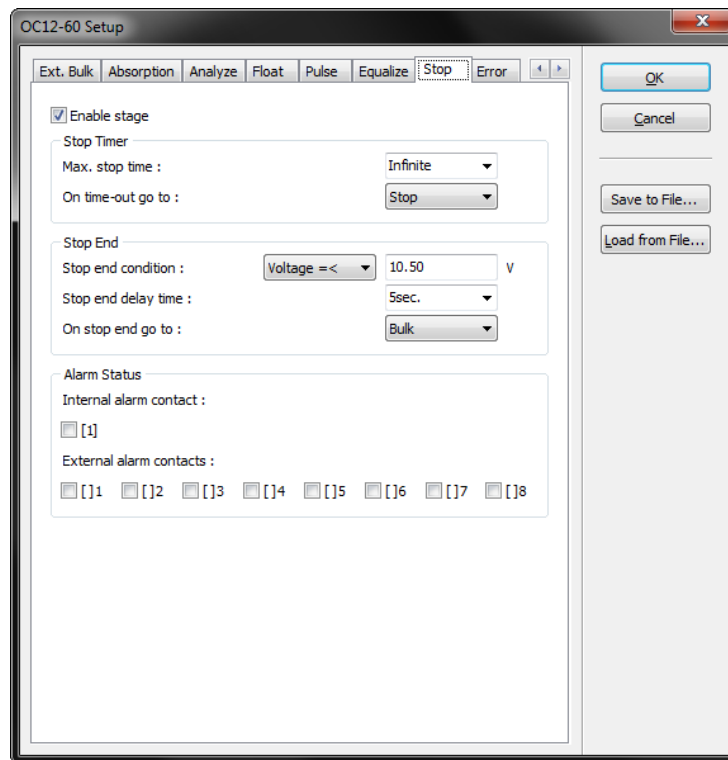 OC12-60 Setup
Ext. Bulk Absorption Analyze Float Pulse Equalize Stop Error
OK
Cancel
Save to File...
Load from File...
Enable stage
Stop Timer
Max. stop time : Infinite
On time-out go to : Stop
Stop End
Stop end condition : Voltage =< 10.50 V
Stop end delay time : 5sec.
On stop end go to : Bulk
Alarm Status
Internal alarm contact :
[1]
External alarm contacts :
[]1 []2 []3 []4 []5 []6 []7 []8